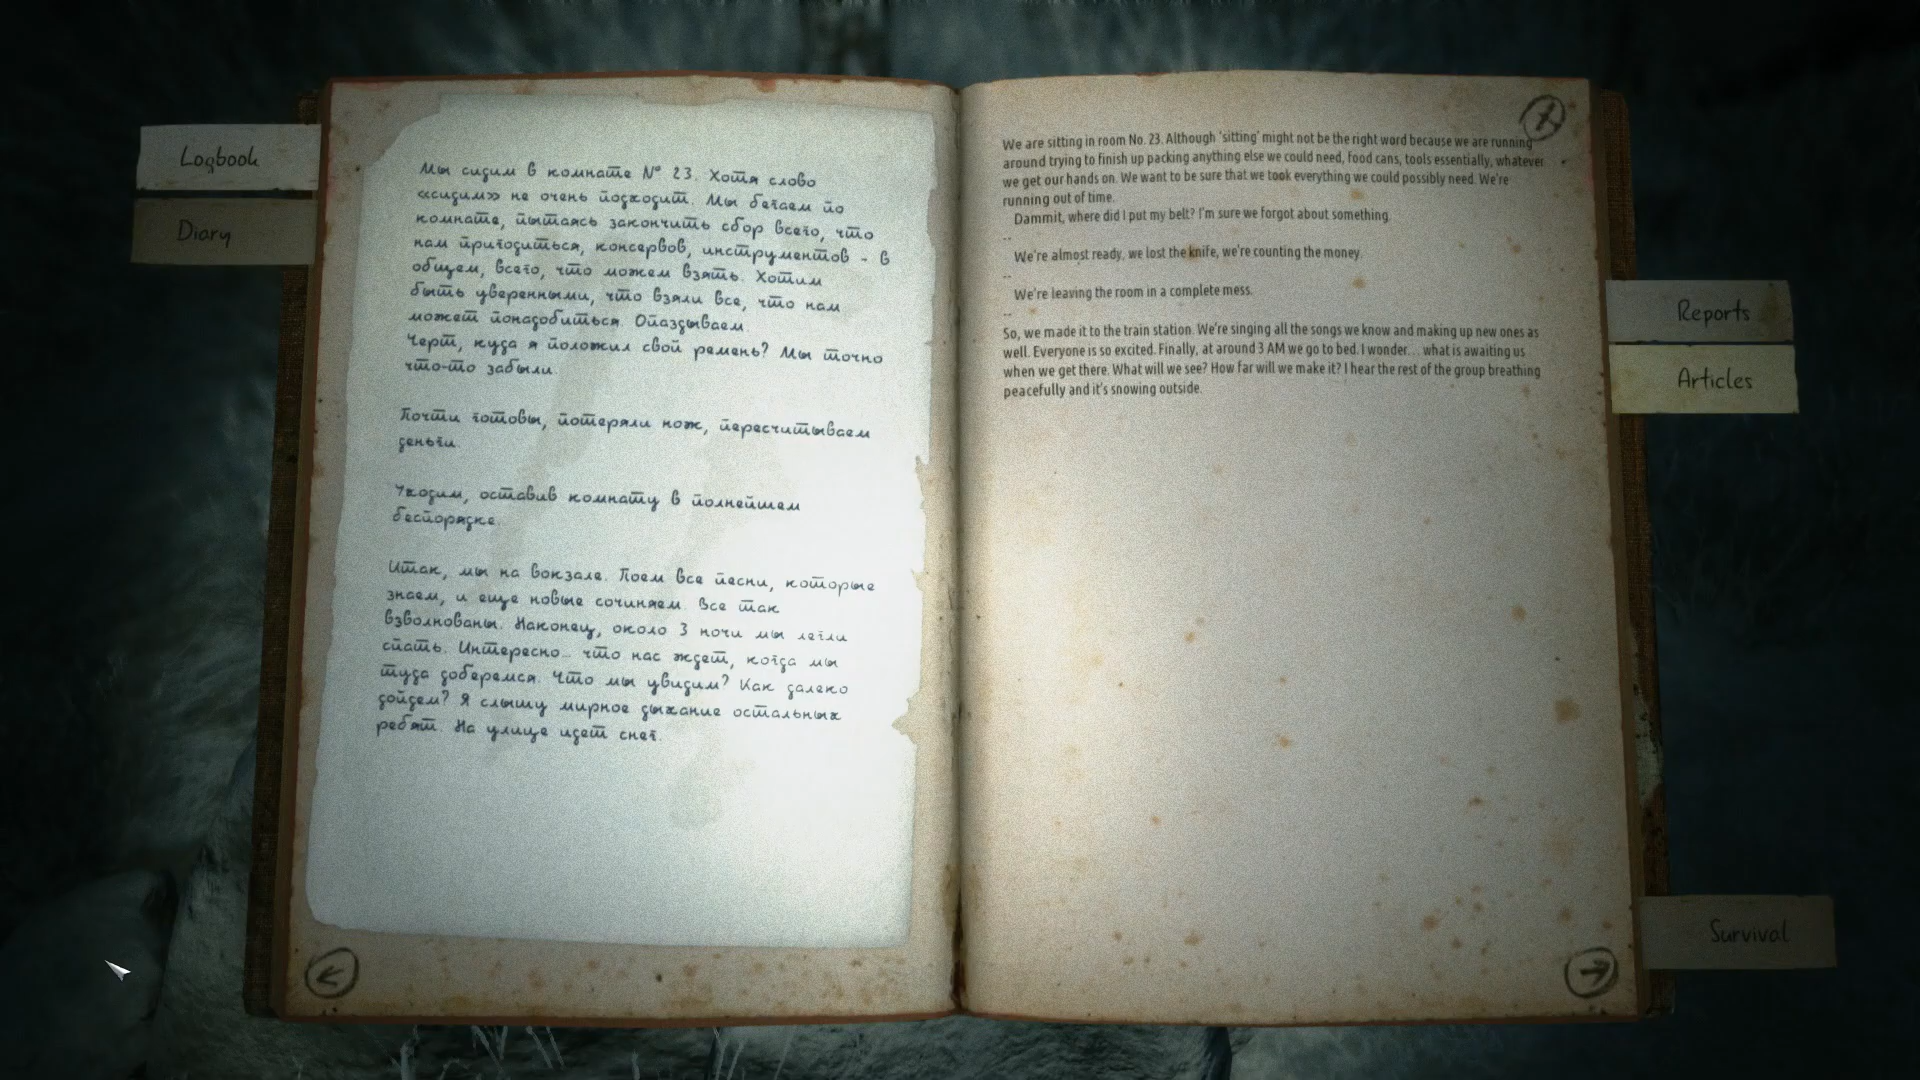 Logbook
Diary
Мы сидим в комнате № 23. Хотя слово
«сидим» не очень подходит. Мы бегаем по
комнате, пытаясь закончить сбор всего, что
нам пригодиться, консервов, инструментов - в
общем, всего, что можем взять. Хотим
быть уверенными, что взяли все, что нам
может понадобиться. Опаздываем.
Черт, куда я положил свой ремень? Мы точно
что-то забыли.
Почти готовы, потеряли нож, пересчитываем
деньги.
Уходим, оставив комнату в полнейшем
беспорядке.
Итак, мы на вокзале. Поем все песни, которые
знаем, и еще новые сочиняем. Все так
взволнованы. Наконец, около 3 ночи мы легли
спать. Интересно... что нас ждет, когда мы
туда доберемся. Что мы увидим? Как далеко
дойдем? Я слышу мирное дыхание остальных
ребят. На улице идет снег.
We are sitting in room No. 23. Although 'sitting' might not be the right word because we are running
around trying to finish up packing anything else we could need, food cans, tools essentially, whatever
we get our hands on. We want to be sure that we took everything we could possibly need. We're
running out of time.
Dammit, where did I put my belt? I'm sure we forgot about something.
--
We're almost ready, we lost the knife, we're counting the money.
--
We're leaving the room in a complete mess.
--
So, we made it to the train station. We're singing all the songs we know and making up new ones as
well. Everyone is so excited. Finally, at around 3 AM we go to bed. I wonder... what is awaiting us
when we get there. What will we see? How far will we make it? I hear the rest of the group breathing
peacefully and it's snowing outside.
Reports
Articles
Survival